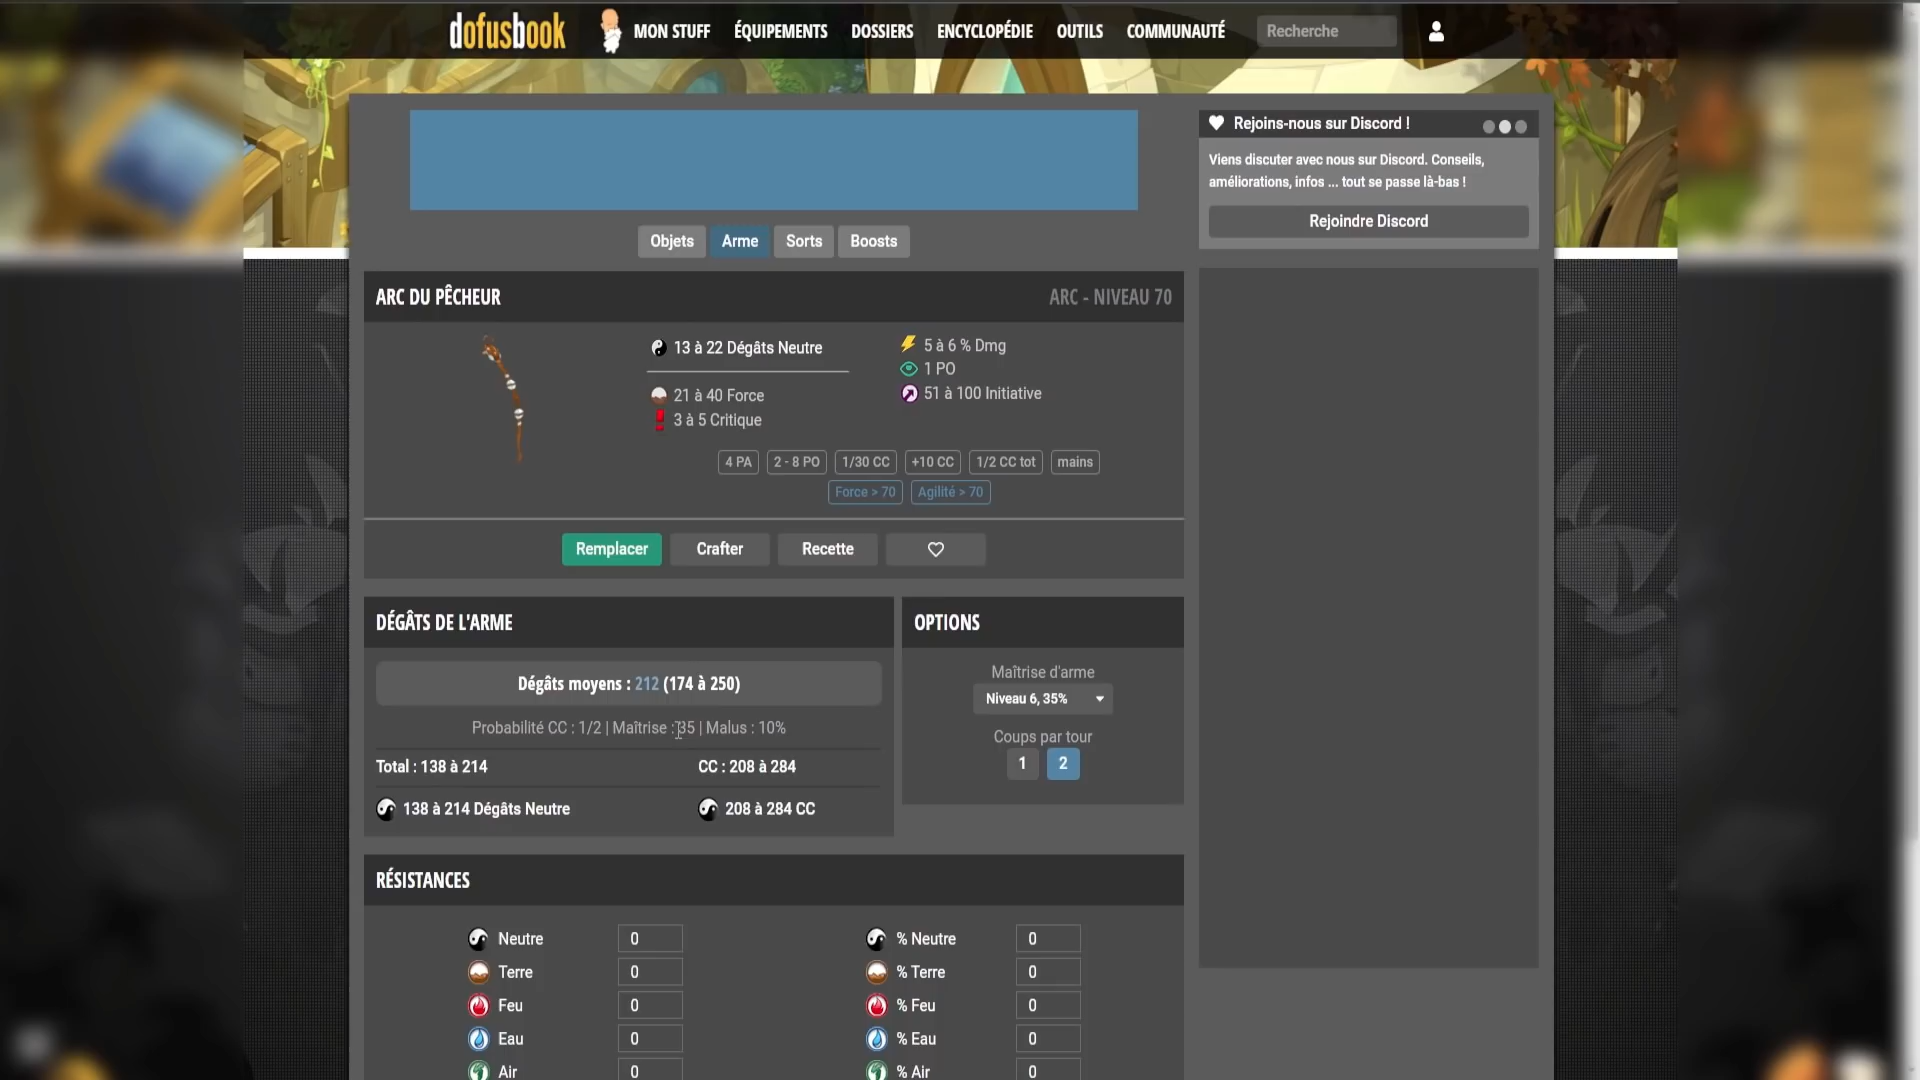 dofusbook MON STUFF ÉQUIPEMENTS DOSSIERS ENCYCLOPÉDIE OUTILS COMMUNAUTÉ Recherche
Rejoins-nous sur Discord !
Viens discuter avec nous sur Discord. Conseils,
améliorations, infos ... tout se passe là-bas !
Rejoindre Discord
Objets Arme Sorts Boosts
ARC DU PÊCHEUR ARC - NIVEAU 70
13 à 22 Dégâts Neutre
21 à 40 Force
3 à 5 Critique
5 à 6 % Dmg
1 PO
51 à 100 Initiative
4 PA 2 - 8 PO 1/30 CC +10 CC 1/2 CC tot mains
Force > 70 Agilité > 70
Remplacer Crafter Recette
DÉGÂTS DE L'ARME
Dégâts moyens : 212 (174 à 250)
Probabilité CC : 1/2 | Maîtrise : 35 | Malus : 10%
Total : 138 à 214 CC : 208 à 284
138 à 214 Dégâts Neutre 208 à 284 CC
OPTIONS
Maîtrise d'arme
Niveau 6, 35%
Coups par tour
1 2
RÉSISTANCES
Neutre 0 % Neutre 0
Terre 0 % Terre 0
Feu 0 % Feu 0
Eau 0 % Eau 0
Air 0 % Air 0